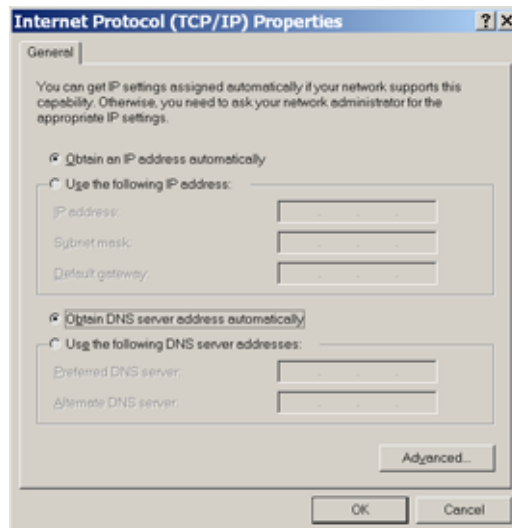 Internet Protocol (TCP/IP) Properties
General
You can get IP settings assigned automatically if your network supports this
capability. Otherwise, you need to ask your network administrator for the
appropriate IP settings.
Obtain an IP address automatically
Use the following IP address:
IP address:
Subnet mask:
Default gateway:
Obtain DNS server address automatically
Use the following DNS server addresses:
Preferred DNS server:
Alternate DNS server:
Advanced...
OK
Cancel